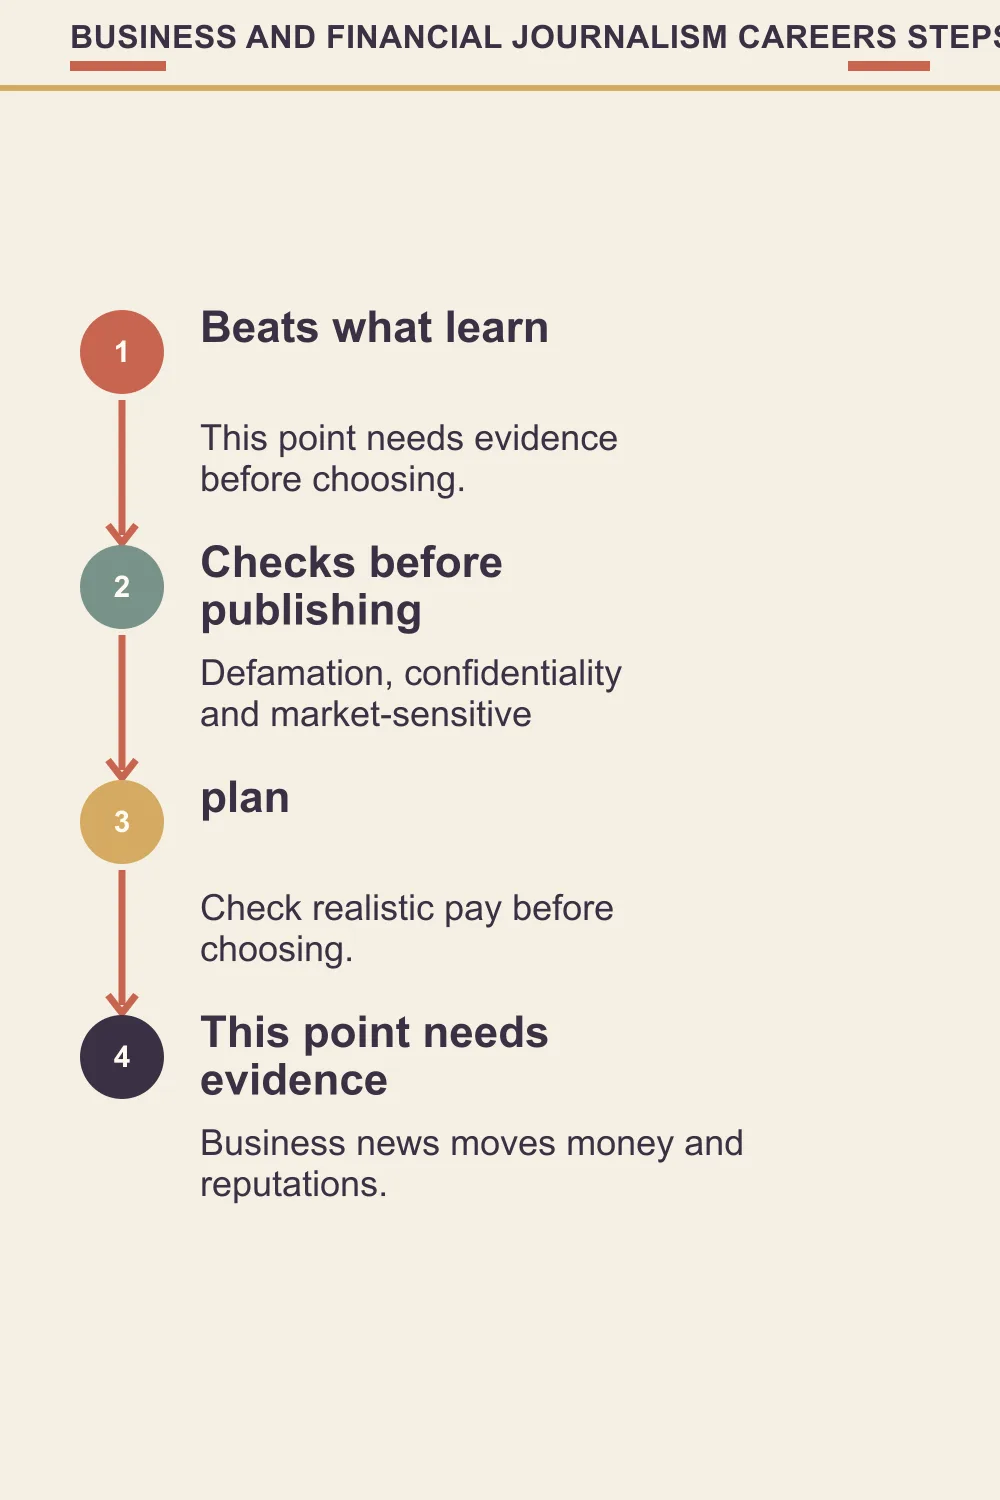 BUSINESS AND FINANCIAL JOURNALISM CAREERS STEPS
1
Beats what learn
This point needs evidence
before choosing.
2
Checks before
publishing
Defamation, confidentiality
and market-sensitive
3
plan
Check realistic pay before
choosing.
4
This point needs
evidence
Business news moves money and
reputations.